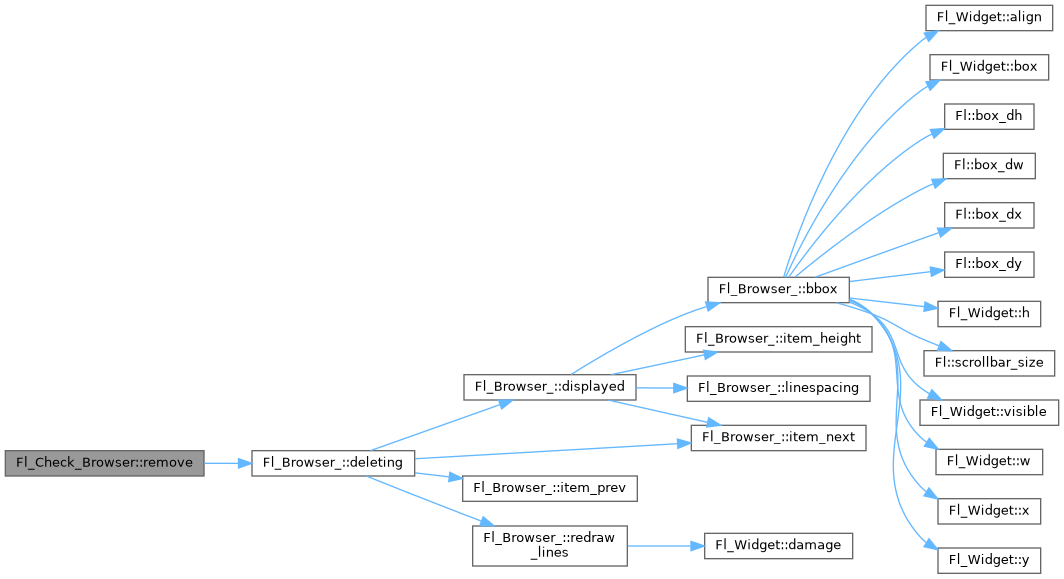 Fl_Widget::align
Fl_Widget::box
Fl::box_dh
Fl::box_dw
Fl::box_dx
Fl::box_dy
Fl_Browser_::bbox
Fl_Widget::h
Fl_Browser_::item_height
Fl::scrollbar_size
Fl_Browser_::displayed
Fl_Browser_::linespacing
Fl_Widget::visible
Fl_Browser_::item_next
Fl_Check_Browser::remove
Fl_Browser_::deleting
Fl_Widget::w
Fl_Browser_::item_prev
Fl_Widget::x
Fl_Browser_::redraw
_lines
Fl_Widget::damage
Fl_Widget::y